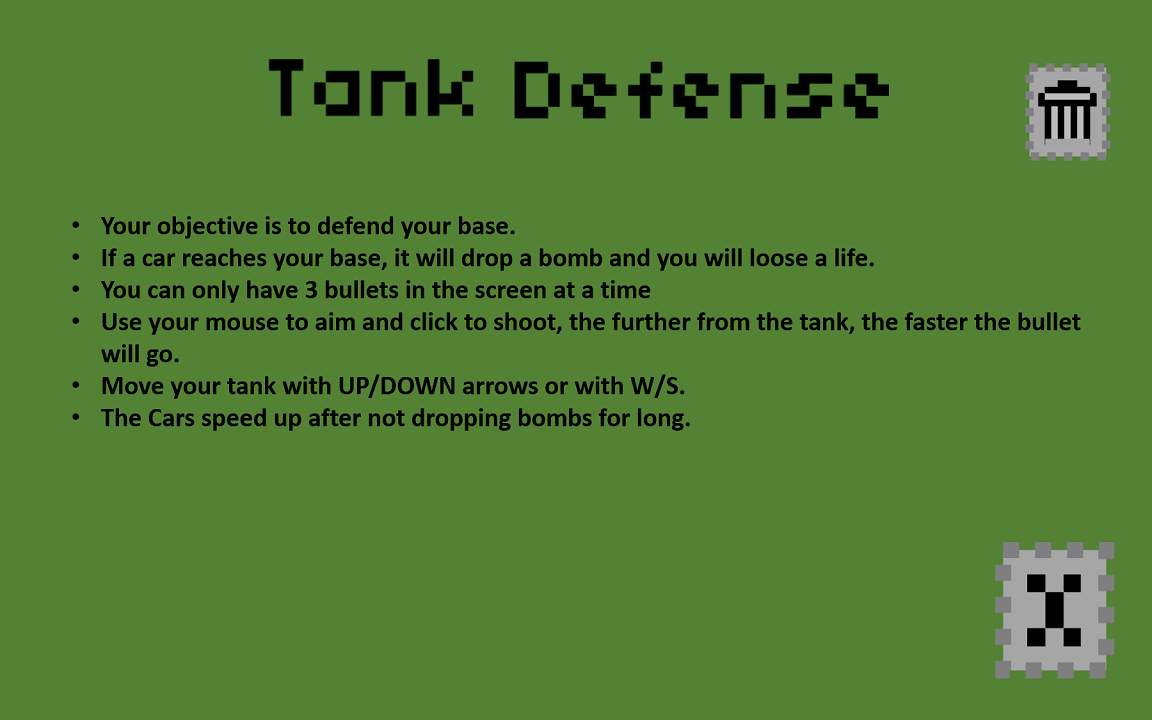 Tank Defense
• Your objective is to defend your base.
• If a car reaches your base, it will drop a bomb and you will loose a life.
• You can only have 3 bullets in the screen at a time
• Use your mouse to aim and click to shoot, the further from the tank, the faster the bullet
will go.
• Move your tank with UP/DOWN arrows or with W/S.
• The Cars speed up after not dropping bombs for long.
X